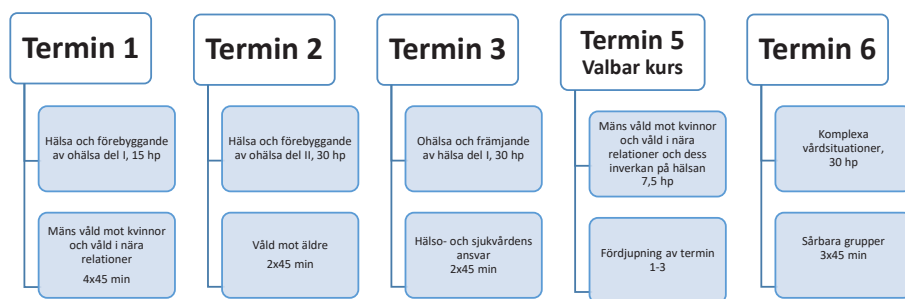 Termin 1
Hälsa och förebyggande
av ohälsa del I, 15 hp
Mäns våld mot kvinnor
och våld i nära
relationer
4x45 min
Termin 2
Hälsa och förebyggande
av ohälsa del II, 30 hp
Våld mot äldre
2x45 min
Termin 3
Ohälsa och främjande
av hälsa del I, 30 hp
Hälso- och sjukvårdens
ansvar
2x45 min
Termin 5
Valbar kurs
Mäns våld mot kvinnor
och våld i nära
relationer och dess
inverkan på hälsan
7,5 hp
Fördjupning av termin
1-3
Termin 6
Komplexa
vårdsituationer,
30 hp
Sårbara grupper
3x45 min